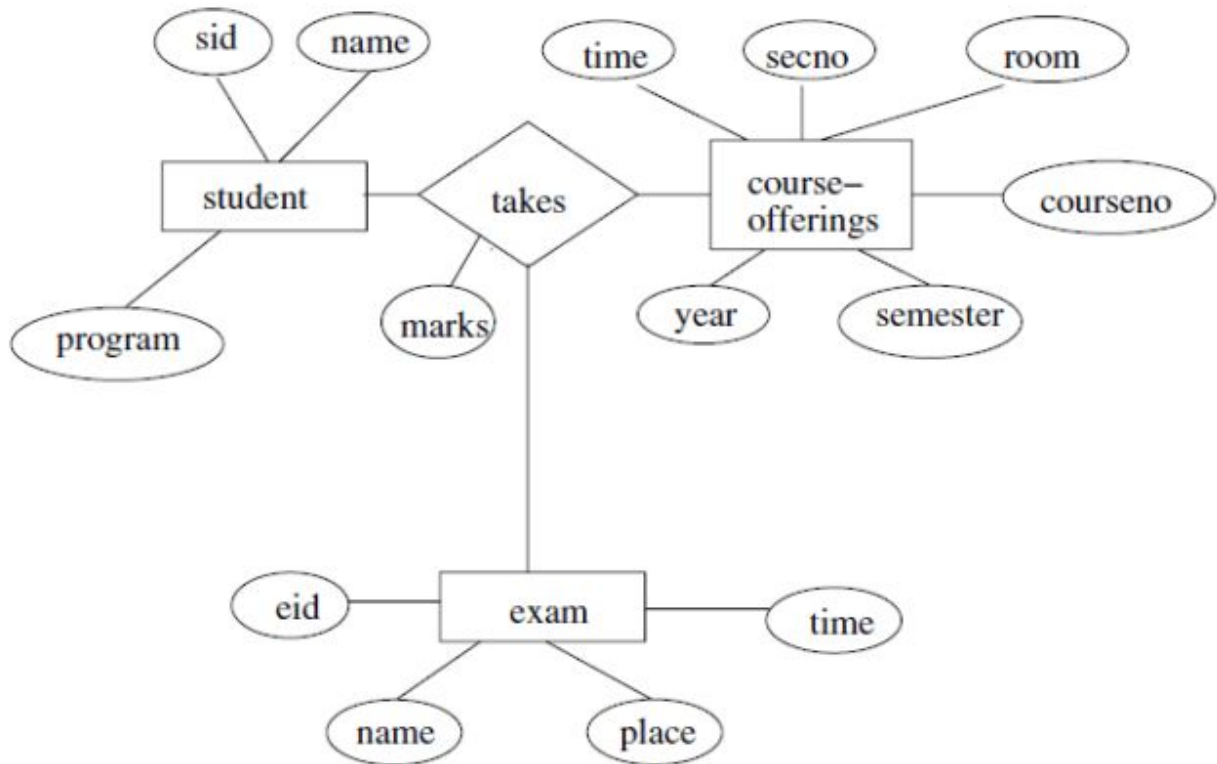 sid
name
time
secno
room
student
takes
course–
offerings
courseno
program
marks
year
semester
eid
exam
time
name
place